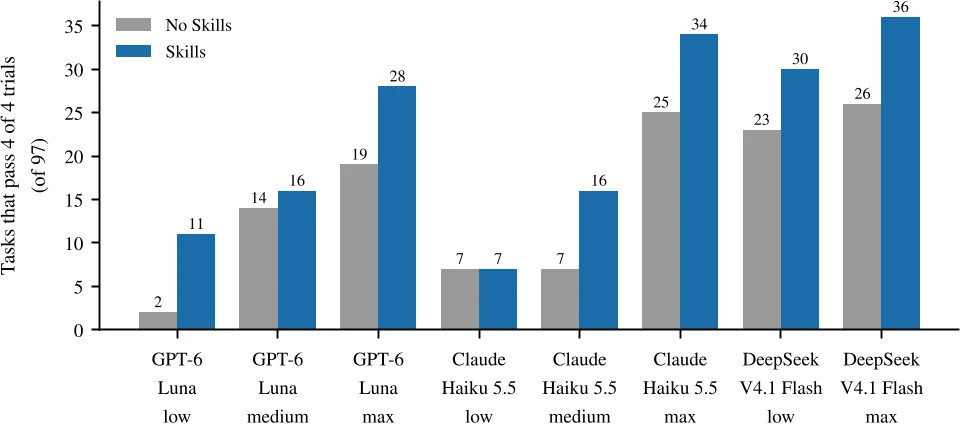 Tasks that pass 4 of 4 trials
(of 97)
35
30
25
20
15
10
5
0
No Skills
Skills
2
11
14
16
19
28
7
7
7
16
25
34
23
30
26
36
GPT-6
Luna
low
GPT-6
Luna
medium
GPT-6
Luna
max
Claude
Haiku 5.5
low
Claude
Haiku 5.5
medium
Claude
Haiku 5.5
max
DeepSeek
V4.1 Flash
low
DeepSeek
V4.1 Flash
max